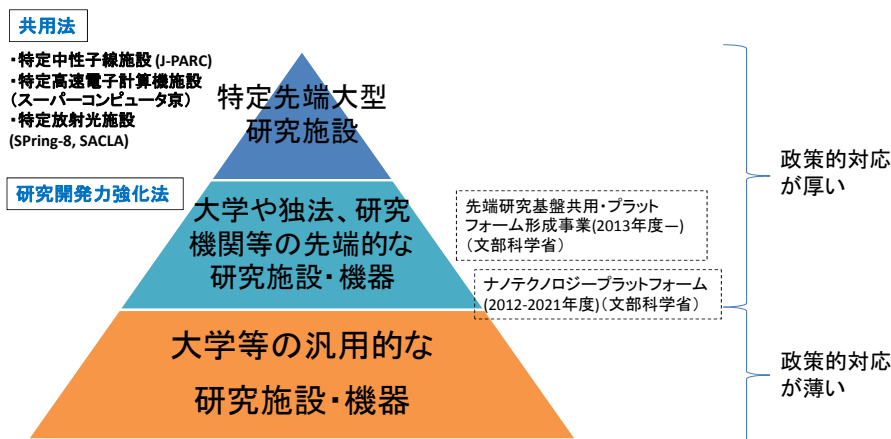 共用法
・特定中性子線施設 (J-PARC)
・特定高速電子計算機施設
(スーパーコンピュータ京)
・特定放射光施設
(SPring-8, SACLA)
特定先端大型
研究施設
研究開発力強化法
大学や独法、研究
機関等の先端的な
研究施設・機器
先端研究基盤共用・プラット
フォーム形成事業(2013年度ー)
(文部科学省)
ナノテクノロジープラットフォーム
(2012-2021年度)(文部科学省)
大学等の汎用的な
研究施設・機器
政策的対応
が厚い
政策的対応
が薄い